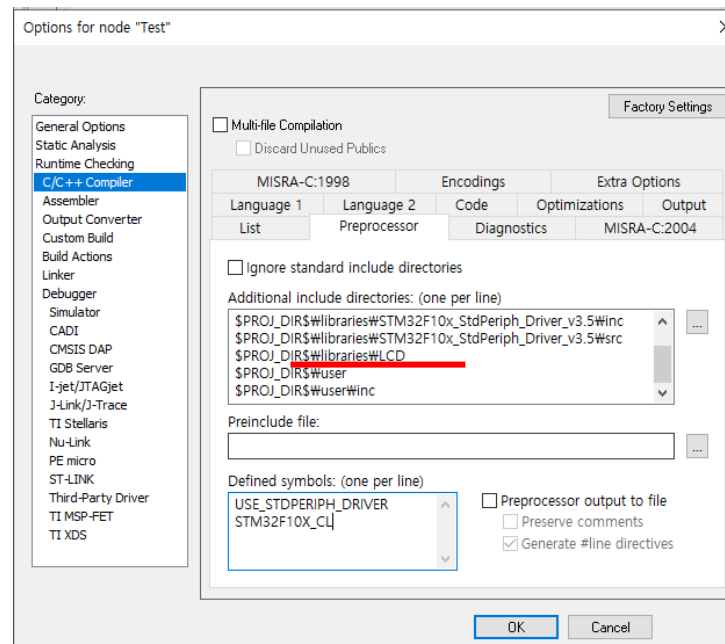 Options for node "Test"
Category:
General Options
Static Analysis
Runtime Checking
C/C++ Compiler
Assembler
Output Converter
Custom Build
Build Actions
Linker
Debugger
Simulator
CADI
CMSIS DAP
GDB Server
I-jet/JTAGjet
J-Link/J-Trace
TI Stellaris
Nu-Link
PE micro
ST-LINK
Third-Party Driver
TI MSP-FET
TI XDS
Factory Settings
Multi-file Compilation
Discard Unused Publics
MISRA-C:1998 Encodings Extra Options
Language 1 Language 2 Code Optimizations Output
List Preprocessor Diagnostics MISRA-C:2004
Ignore standard include directories
Additional include directories: (one per line)
$PROJ_DIR$₩libraries₩STM32F10x_StdPeriph_Driver_v3.5₩inc
$PROJ_DIR$₩libraries₩STM32F10x_StdPeriph_Driver_v3.5₩src
$PROJ_DIR$₩libraries₩LCD
$PROJ_DIR$₩user
$PROJ_DIR$₩user₩inc
...
Preinclude file:
...
Defined symbols: (one per line)
USE_STDPERIPH_DRIVER
STM32F10X_CL
Preprocessor output to file
Preserve comments
Generate #line directives
OK Cancel